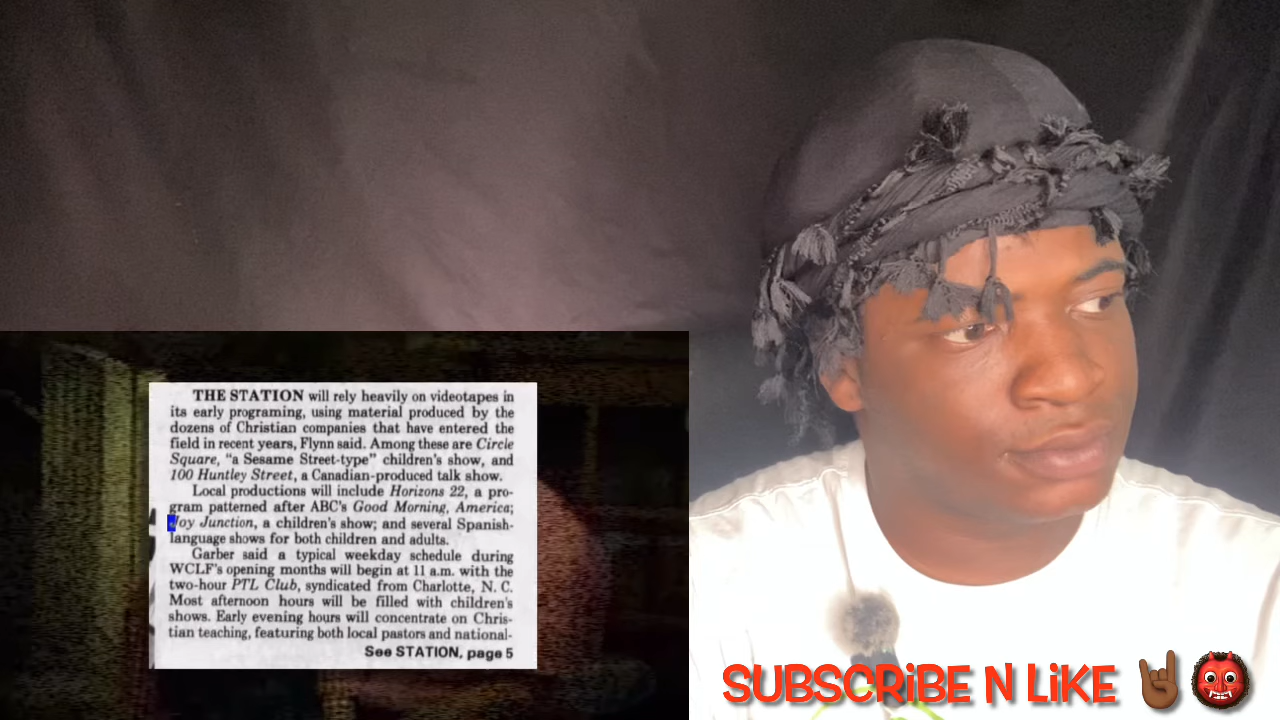 THE STATION will rely heavily on videotapes in
its early programing, using material produced by the
dozens of Christian companies that have entered the
field in recent years, Flynn said. Among these are Circle
Square, “a Sesame Street-type” children’s show, and
100 Huntley Street, a Canadian-produced talk show.
Local productions will include Horizons 22, a pro-
gram patterned after ABC’s Good Morning, America;
Joy Junction, a children’s show; and several Spanish-
language shows for both children and adults.
Garber said a typical weekday schedule during
WCLF’s opening months will begin at 11 a.m. with the
two-hour PTL Club, syndicated from Charlotte, N. C.
Most afternoon hours will be filled with children’s
shows. Early evening hours will concentrate on Chris-
tian teaching, featuring both local pastors and national-
See STATION, page 5
SUBSCRiBE N LiKE